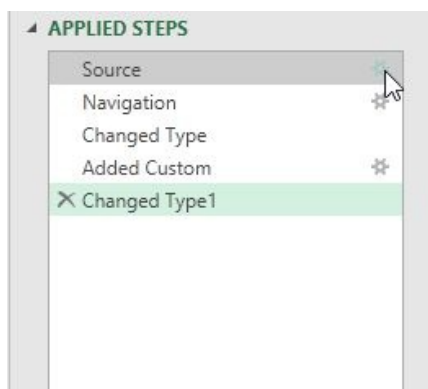 APPLIED STEPS
Source
Navigation
Changed Type
Added Custom
Changed Type1